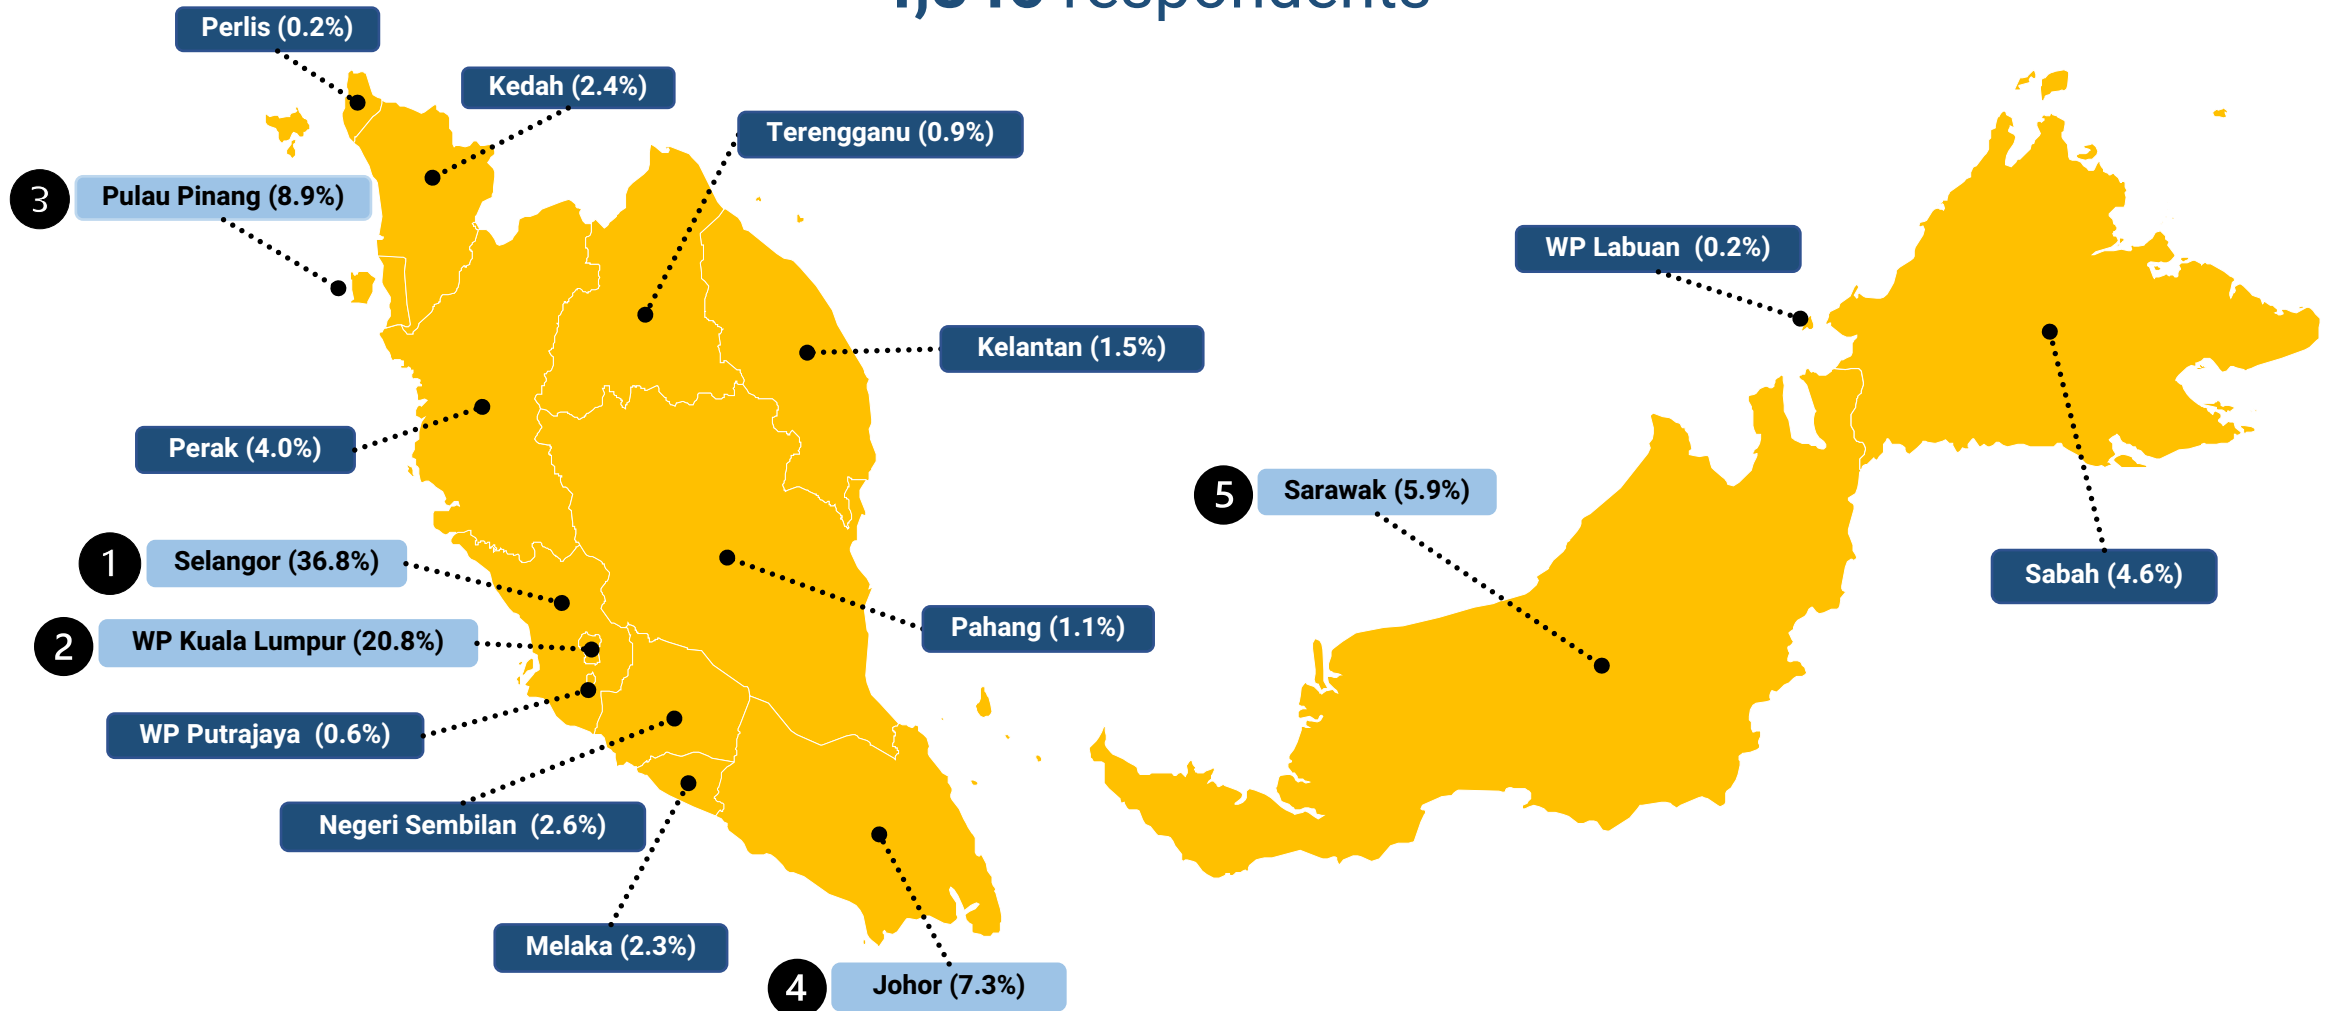 respondents
Perlis (0.2%)
Kedah (2.4%)
Terengganu (0.9%)
3 Pulau Pinang (8.9%)
WP Labuan (0.2%)
Kelantan (1.5%)
Perak (4.0%)
5 Sarawak (5.9%)
1 Selangor (36.8%)
Sabah (4.6%)
2 WP Kuala Lumpur (20.8%)
Pahang (1.1%)
WP Putrajaya (0.6%)
Negeri Sembilan (2.6%)
Melaka (2.3%)
4 Johor (7.3%)